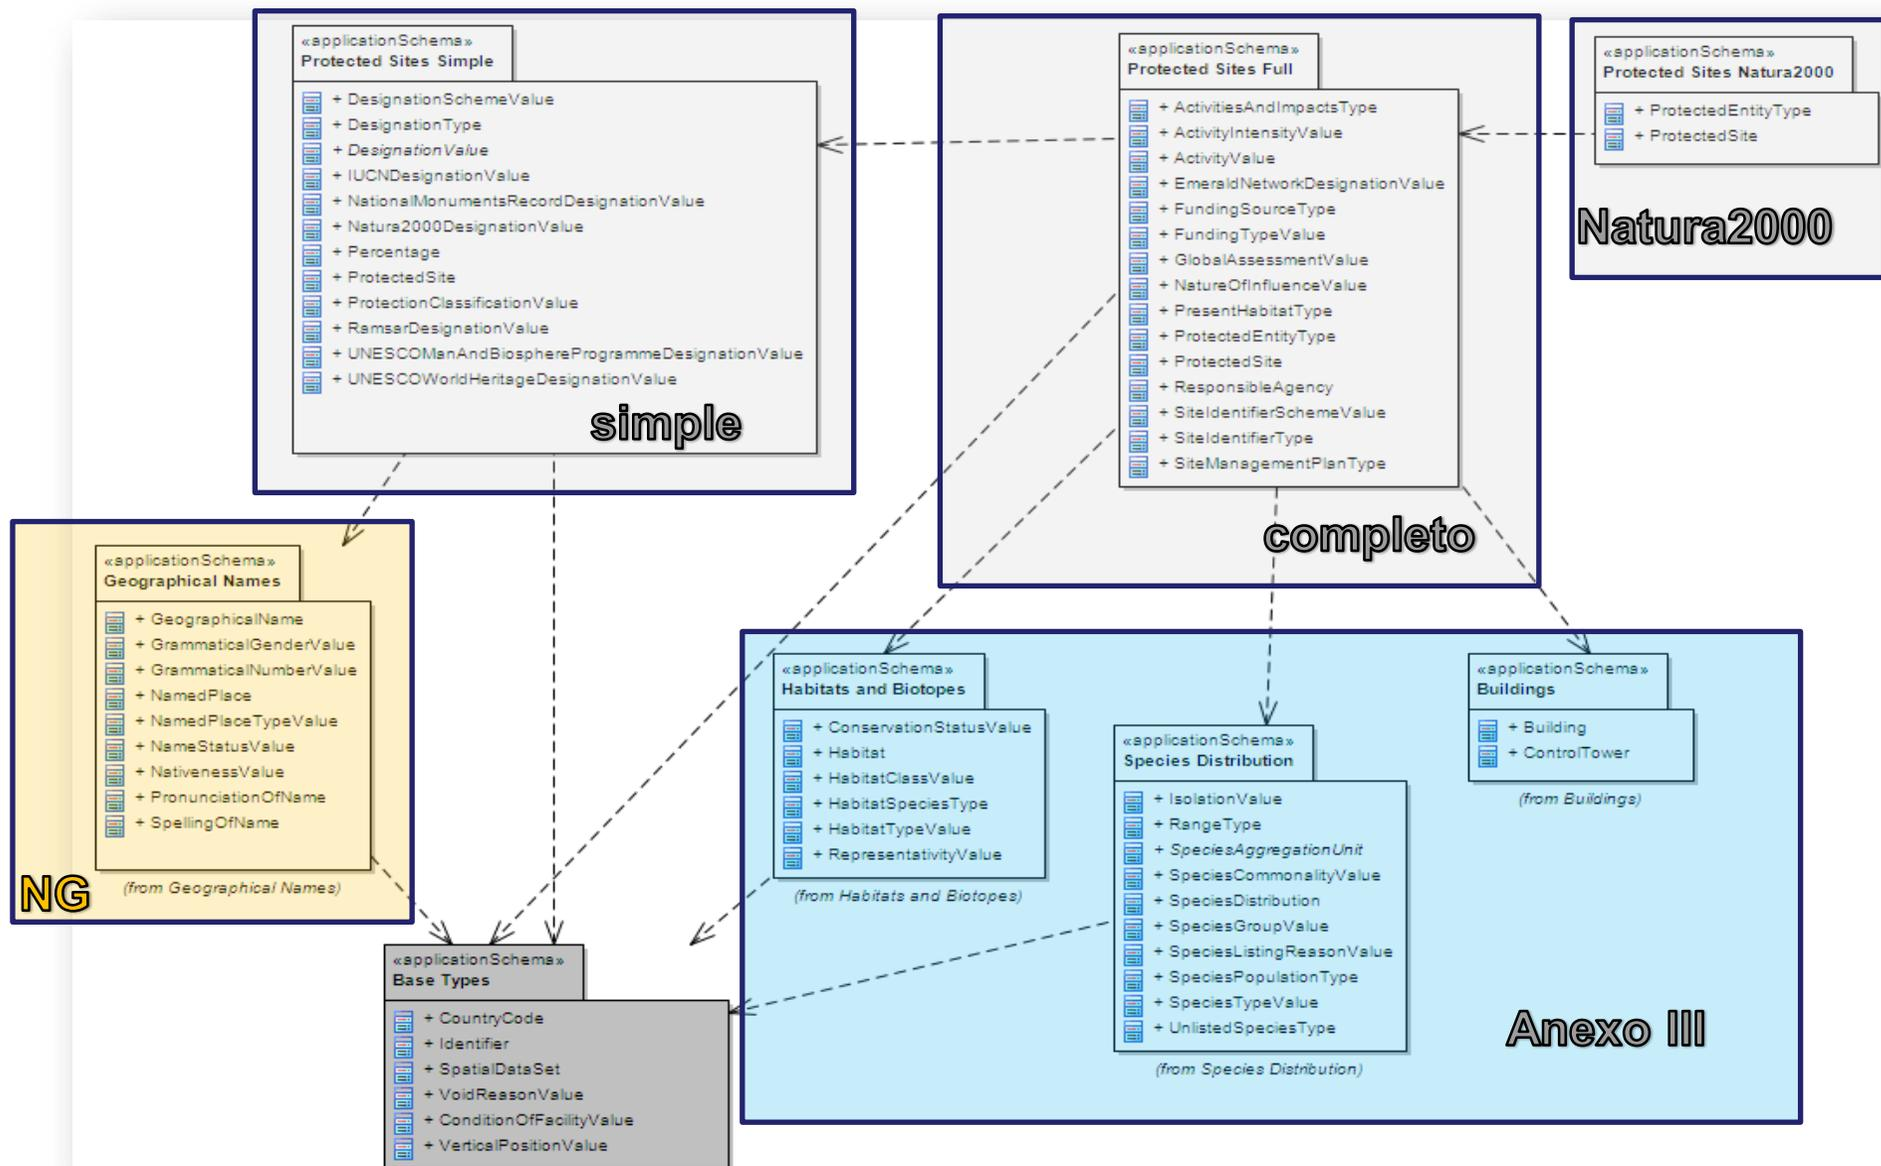 «applicationSchema»
Protected Sites Simple
+ DesignationSchemeValue
+ DesignationType
+ DesignationValue
+ IUCNDesignationValue
+ NationalMonumentsRecordDesignationValue
+ Natura2000DesignationValue
+ Percentage
+ ProtectedSite
+ ProtectionClassificationValue
+ RamsarDesignationValue
+ UNESCOManAndBiosphereProgrammeDesignationValue
+ UNESCOWorldHeritageDesignationValue
simple
«applicationSchema»
Protected Sites Full
+ ActivitiesAndImpactsType
+ ActivityIntensityValue
+ ActivityValue
+ EmeraldNetworkDesignationValue
+ FundingSourceType
+ FundingTypeValue
+ GlobalAssessmentValue
+ NatureOfInfluenceValue
+ PresentHabitatType
+ ProtectedEntityType
+ ProtectedSite
+ ResponsibleAgency
+ SiteIdentifierSchemeValue
+ SiteIdentifierType
+ SiteManagementPlanType
completo
«applicationSchema»
Protected Sites Natura2000
+ ProtectedEntityType
+ ProtectedSite
Natura2000
«applicationSchema»
Geographical Names
+ GeographicalName
+ GrammaticalGenderValue
+ GrammaticalNumberValue
+ NamedPlace
+ NamedPlaceTypeValue
+ NameStatusValue
+ NativenessValue
+ PronunciationOfName
+ SpellingOfName
NG
(from Geographical Names)
«applicationSchema»
Habitats and Biotopes
+ ConservationStatusValue
+ Habitat
+ HabitatClassValue
+ HabitatSpeciesType
+ HabitatTypeValue
+ RepresentativityValue
(from Habitats and Biotopes)
«applicationSchema»
Species Distribution
+ IsolationValue
+ RangeType
+ SpeciesAggregationUnit
+ SpeciesCommonalityValue
+ SpeciesDistribution
+ SpeciesGroupValue
+ SpeciesListingReasonValue
+ SpeciesPopulationType
+ SpeciesTypeValue
+ UnlistedSpeciesType
(from Species Distribution)
«applicationSchema»
Buildings
+ Building
+ ControlTower
(from Buildings)
Anexo III
«applicationSchema»
Base Types
+ CountryCode
+ Identifier
+ SpatialDataSet
+ VoidReasonValue
+ ConditionOfFacilityValue
+ VerticalPositionValue